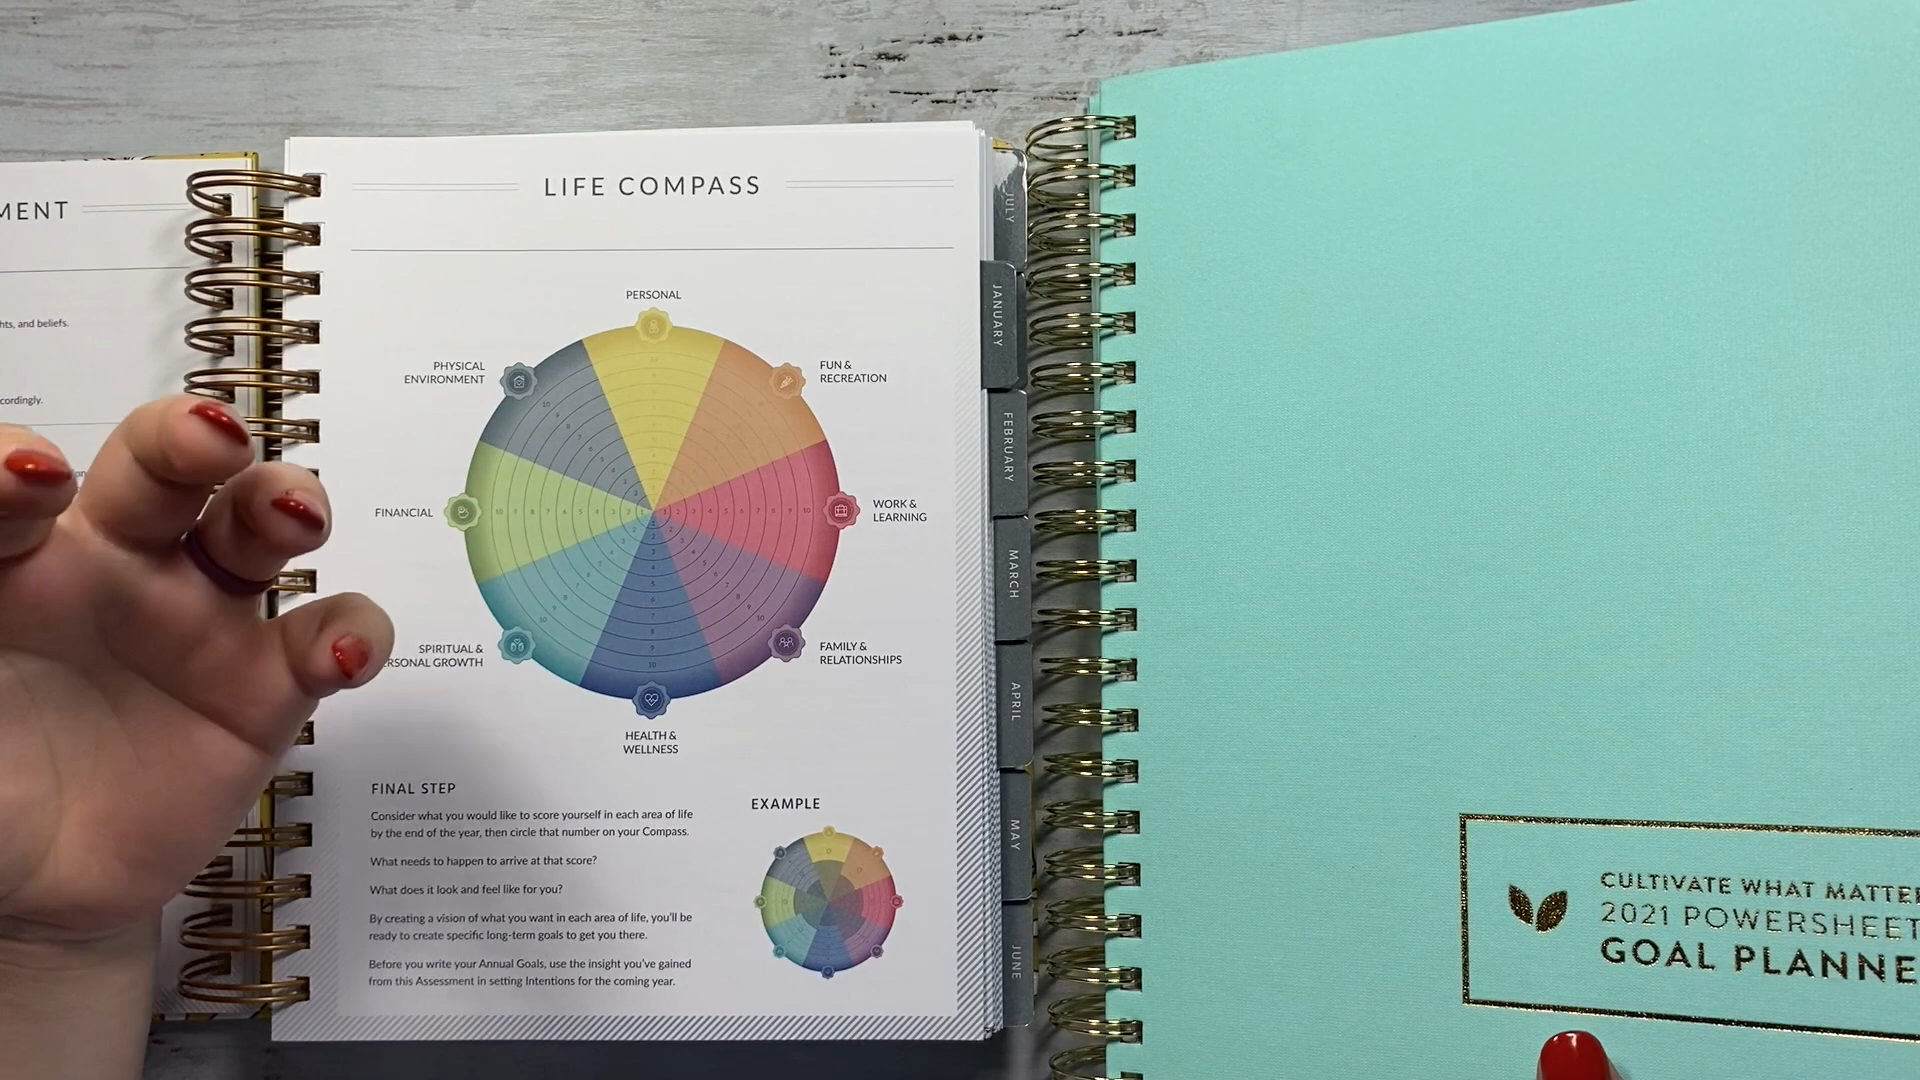 MENT
hts, and beliefs.
cordingly.
LIFE COMPASS
PERSONAL
PHYSICAL
ENVIRONMENT
FUN &
RECREATION
FINANCIAL
WORK &
LEARNING
SPIRITUAL &
ERSONAL GROWTH
FAMILY &
RELATIONSHIPS
HEALTH &
WELLNESS
FINAL STEP
Consider what you would like to score yourself in each area of life
by the end of the year, then circle that number on your Compass.
What needs to happen to arrive at that score?
What does it look and feel like for you?
By creating a vision of what you want in each area of life, you'll be
ready to create specific long-term goals to get you there.
Before you write your Annual Goals, use the insight you've gained
from this Assessment in setting Intentions for the coming year.
EXAMPLE
JULY
JANUARY
FEBRUARY
MARCH
APRIL
MAY
JUNE
CULTIVATE WHAT MATTER
2021 POWERSHEET
GOAL PLANNE